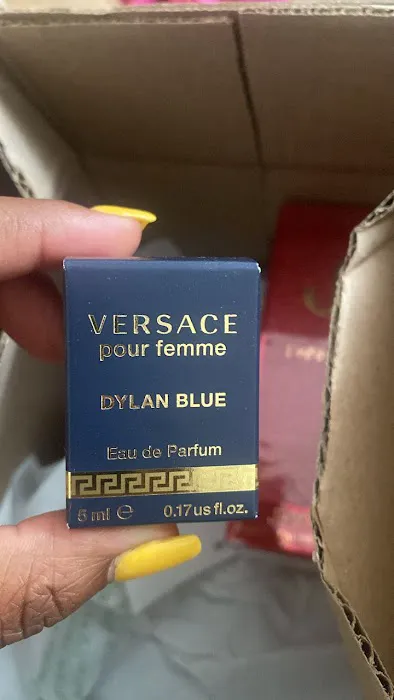 VERSACE
pour femme
DYLAN BLUE
Eau de Parfum
5 ml ℮ 0.17 us fl.oz.